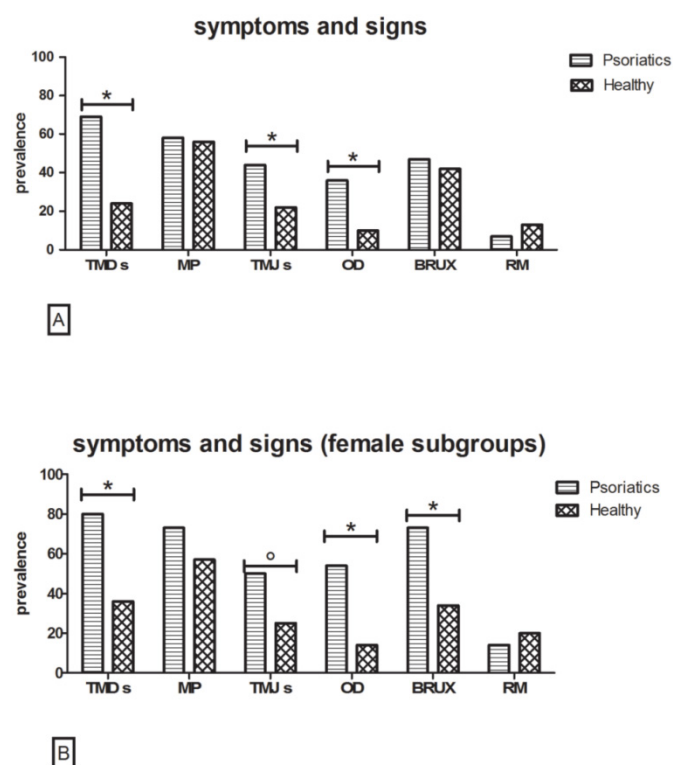 symptoms and signs
100
80
60
40
20
0
prevalence
*
*
*
TMD s
MP
TMJ s
OD
BRUX
RM
Psoriatics
Healthy
A
symptoms and signs (female subgroups)
100
80
60
40
20
0
prevalence
*
°
*
*
TMD s
MP
TMJ s
OD
BRUX
RM
Psoriatics
Healthy
B